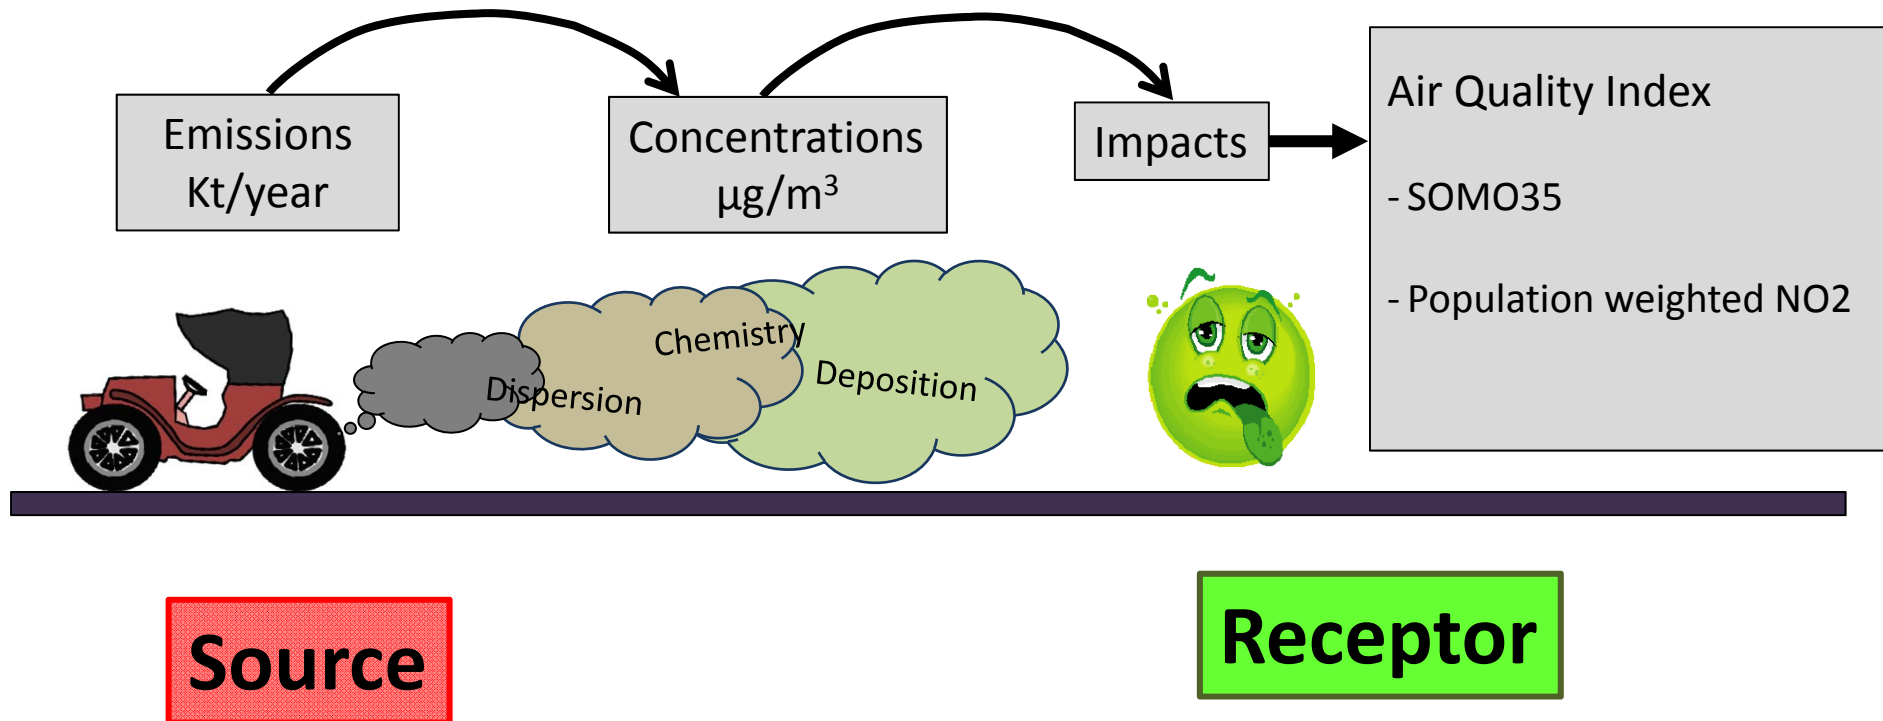 Emissions
Kt/year
Concentrations
µg/m³
Impacts
Air Quality Index
- SOMO35
- Population weighted NO2
Chemistry
Dispersion
Deposition
Source
Receptor